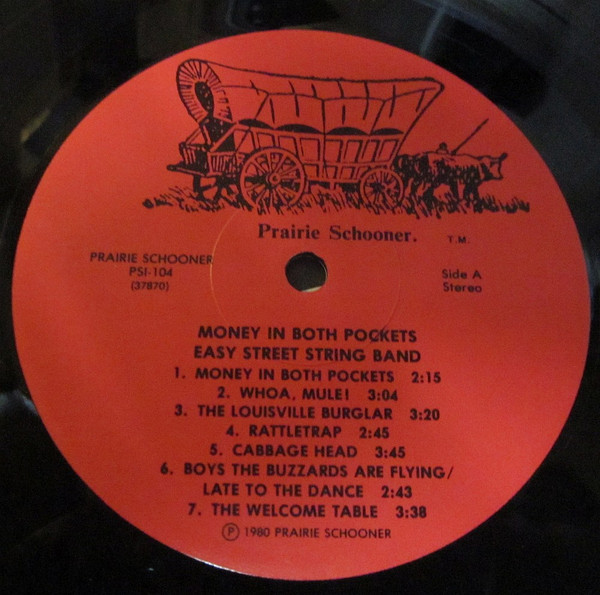 Prairie Schooner.
T.M.
PRAIRIE SCHOONER
PSI-104
(37870)
Side A
Stereo
MONEY IN BOTH POCKETS
EASY STREET STRING BAND
1. MONEY IN BOTH POCKETS 2:15
2. WHOA, MULE! 3:04
3. THE LOUISVILLE BURGLAR 3:20
4. RATTLETRAP 2:45
5. CABBAGE HEAD 3:45
6. BOYS THE BUZZARDS ARE FLYING/
LATE TO THE DANCE 2:43
7. THE WELCOME TABLE 3:38
Ⓟ 1980 PRAIRIE SCHOONER